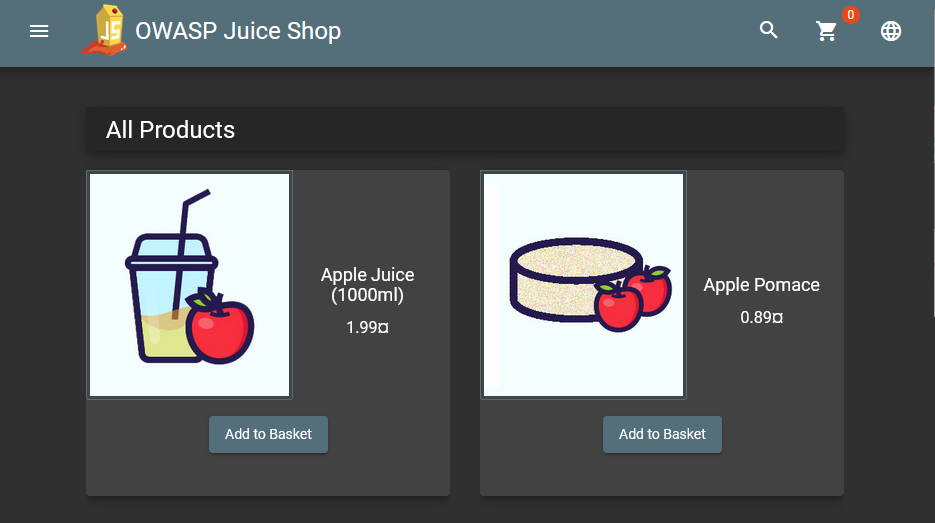 JS
OWASP Juice Shop
0
All Products
Apple Juice
(1000ml)
1.99¤
Apple Pomace
0.89¤
Add to Basket
Add to Basket